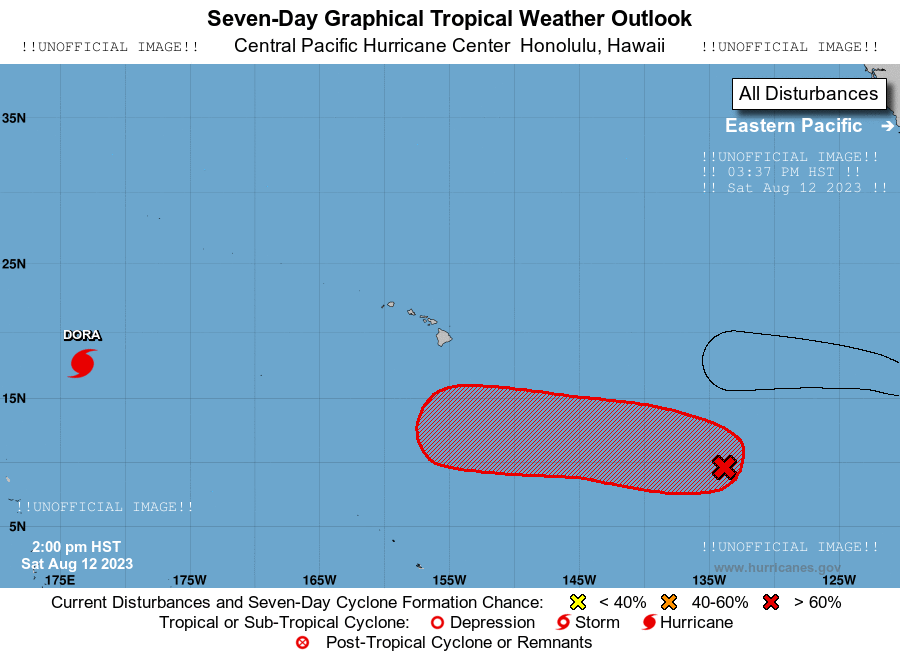 Seven-Day Graphical Tropical Weather Outlook
!!UNOFFICIAL IMAGE!! Central Pacific Hurricane Center Honolulu, Hawaii !!UNOFFICIAL IMAGE!!
All Disturbances
35N
Eastern Pacific →
!!UNOFFICIAL IMAGE!!
!! 03:37 PM HST !!
!! Sat Aug 12 2023 !!
25N
DORA
15N
!!UNOFFICIAL IMAGE!!
5N
2:00 pm HST
Sat Aug 12 2023
!!UNOFFICIAL IMAGE!!
www.hurricanes.gov
175E 175W 165W 155W 145W 135W 125W
Current Disturbances and Seven-Day Cyclone Formation Chance: < 40% 40-60% > 60%
Tropical or Sub-Tropical Cyclone: Depression Storm Hurricane
Post-Tropical Cyclone or Remnants